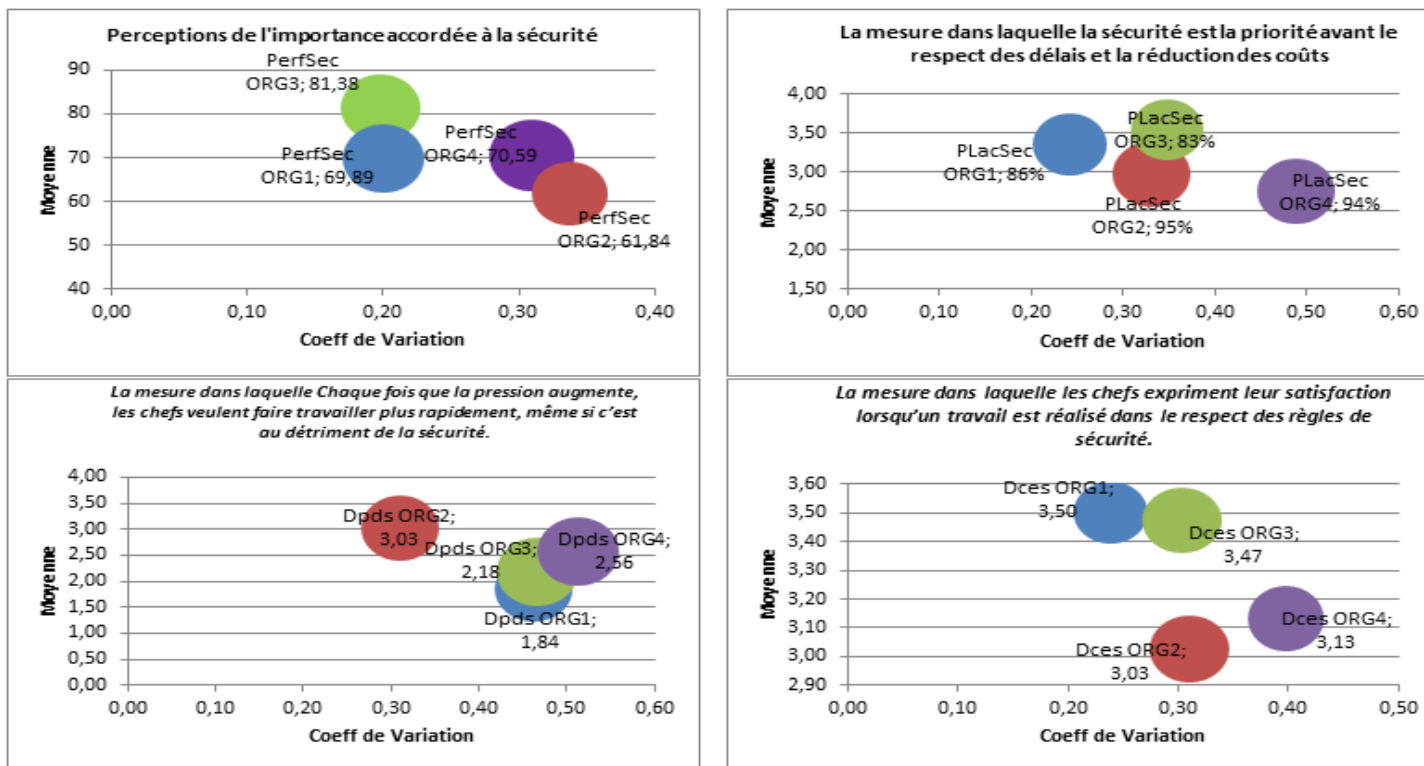 Perceptions de l'importance accordée à la sécurité
PerfSec
ORG3; 81,38
PerfSec
ORG4; 70,59
PerfSec
ORG1; 69,89
PerfSec
ORG2; 61,84
Moyenne
90
80
70
60
50
40
0,00
0,10
0,20
0,30
0,40
Coeff de Variation
La mesure dans laquelle la sécurité est la priorité avant le
respect des délais et la réduction des coûts
PLacSec
ORG3; 83%
PLacSec
ORG1; 86%
PLacSec
ORG4; 94%
PLacSec
ORG2; 95%
Moyenne
4,00
3,50
3,00
2,50
2,00
1,50
0,00
0,10
0,20
0,30
0,40
0,50
0,60
Coeff de Variation
La mesure dans laquelle Chaque fois que la pression augmente,
les chefs veulent faire travailler plus rapidement, même si c'est
au détriment de la sécurité.
Dpds ORG2;
3,03
Dpds ORG3;
2,18
Dpds ORG4;
2,56
Dpds ORG1;
1,84
Moyenne
4,00
3,50
3,00
2,50
2,00
1,50
1,00
0,50
0,00
0,00
0,10
0,20
0,30
0,40
0,50
0,60
Coeff de Variation
La mesure dans laquelle les chefs expriment leur satisfaction
lorsqu'un travail est réalisé dans le respect des règles de
sécurité.
Dces ORG1;
3,50
Dces ORG3;
3,47
Dces ORG4;
3,13
Dces ORG2;
3,03
Moyenne
3,60
3,50
3,40
3,30
3,20
3,10
3,00
2,90
0,00
0,10
0,20
0,30
0,40
0,50
Coeff de Variation